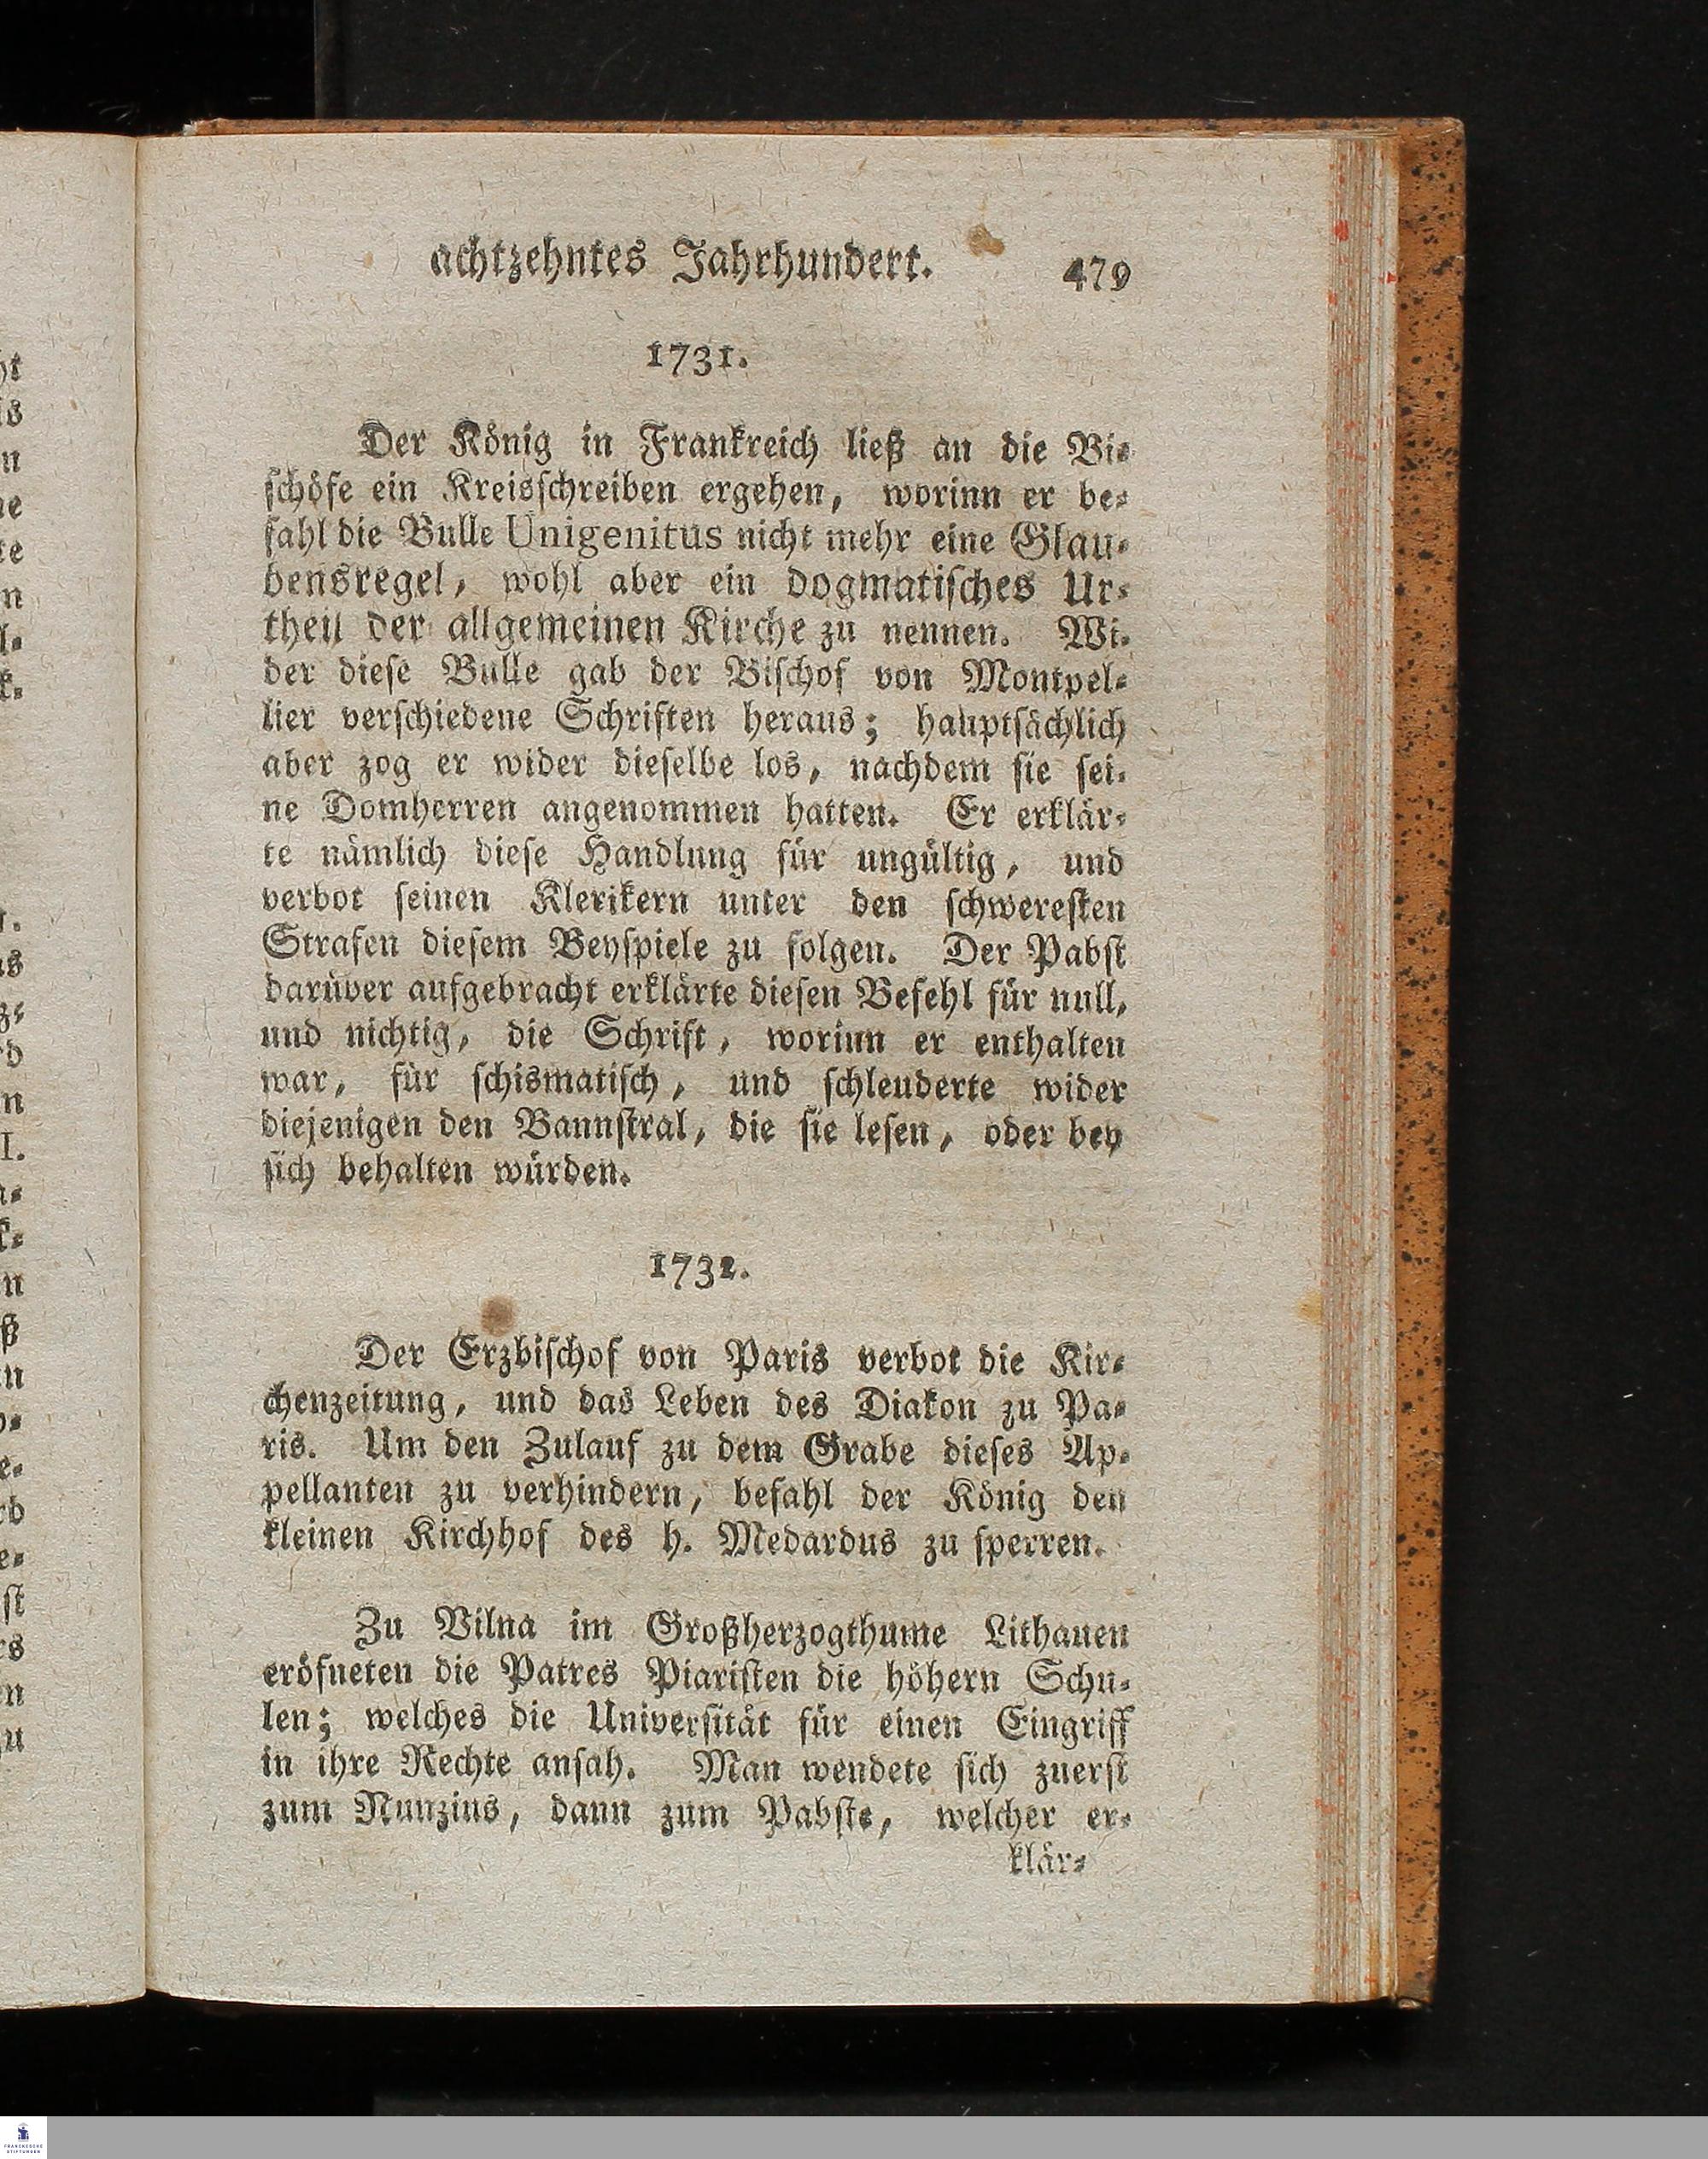 achtzehntes Jahrhundert. 479
1731.
Der König in Frankreich ließ an die Bi-
schöfe ein Kreisschreiben ergehen, worinn er be-
fahl die Bulle Unigenitus nicht mehr eine Glau-
bensregel, wohl aber ein dogmatisches Ur-
theil der allgemeinen Kirche zu nennen. Wi-
der diese Bulle gab der Bischof von Montpel-
lier verschiedene Schriften heraus; hauptsächlich
aber zog er wider dieselbe los, nachdem sie sei-
ne Domherren angenommen hatten. Er erklär-
te nämlich diese Handlung für ungültig, und
verbot seinen Klerikern unter den schweresten
Strafen diesem Beyspiele zu folgen. Der Pabst
darüber aufgebracht erklärte diesen Befehl für null,
und nichtig, die Schrift, worinn er enthalten
war, für schismatisch, und schleuderte wider
diejenigen den Bannstral, die sie lesen, oder bey
sich behalten würden.
1732.
Der Erzbischof von Paris verbot die Kir-
chenzeitung, und das Leben des Diakon zu Pa-
ris. Um den Zulauf zu dem Grabe dieses Ap-
pellanten zu verhindern, befahl der König den
kleinen Kirchhof des h. Medardus zu sperren.
Zu Vilna im Großherzogthume Lithauen
eröfneten die Patres Piaristen die höhern Schu-
len; welches die Universität für einen Eingriff
in ihre Rechte ansah. Man wendete sich zuerst
zum Nunzius, dann zum Pabste, welcher er-
klär-
FRANCKESCHE
STIFTUNGEN